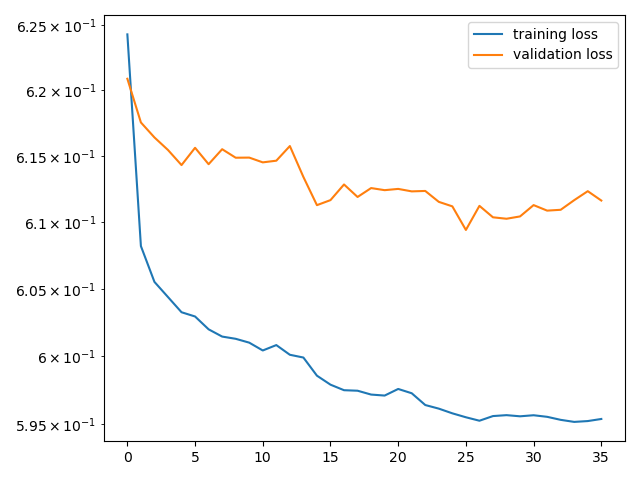 6.25 × 10⁻¹
6.2 × 10⁻¹
6.15 × 10⁻¹
6.1 × 10⁻¹
6.05 × 10⁻¹
6 × 10⁻¹
5.95 × 10⁻¹
training loss
validation loss
0 5 10 15 20 25 30 35